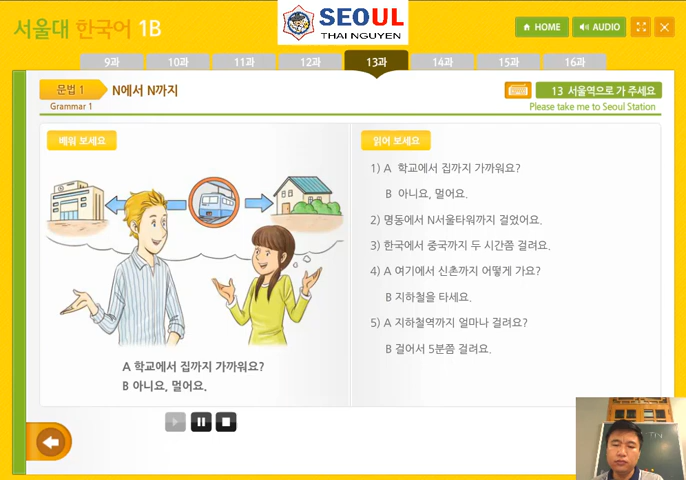 SEOUL
THAI NGUYEN
서울대 한국어 1B
HOME
AUDIO
9과 10과 11과 12과 13과 14과 15과 16과
문법 1 N에서 N까지
Grammar 1
13 서울역으로 가 주세요
Please take me to Seoul Station
배워 보세요
A 학교에서 집까지 가까워요?
B 아니요, 멀어요.
읽어 보세요
1) A 학교에서 집까지 가까워요?
B 아니요, 멀어요.
2) 명동에서 N서울타워까지 걸었어요.
3) 한국에서 중국까지 두 시간쯤 걸려요.
4) A 여기에서 신촌까지 어떻게 가요?
B 지하철을 타세요.
5) A 지하철역까지 얼마나 걸려요?
B 걸어서 5분쯤 걸려요.